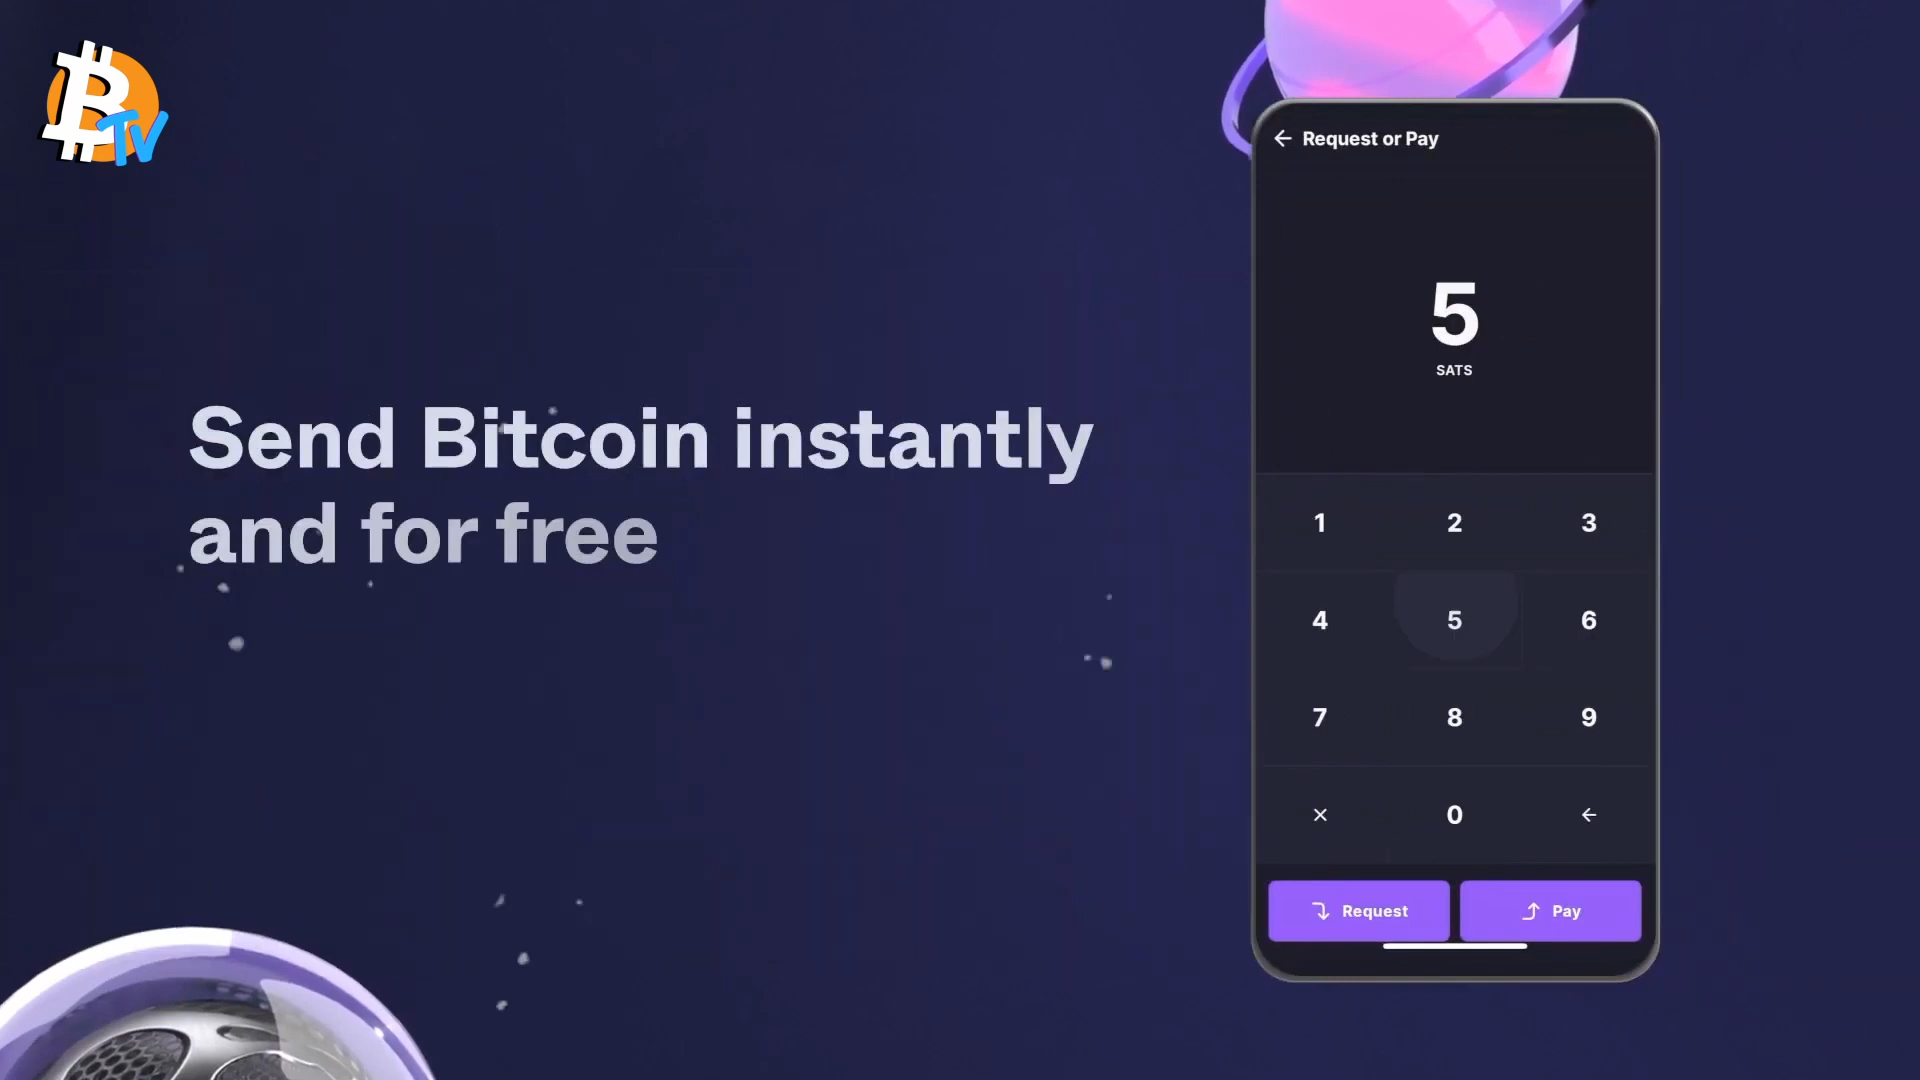 B TV
Send Bitcoin instantly
and for free
← Request or Pay
5
SATS
1 2 3
4 5 6
7 8 9
× 0 ←
Request Pay